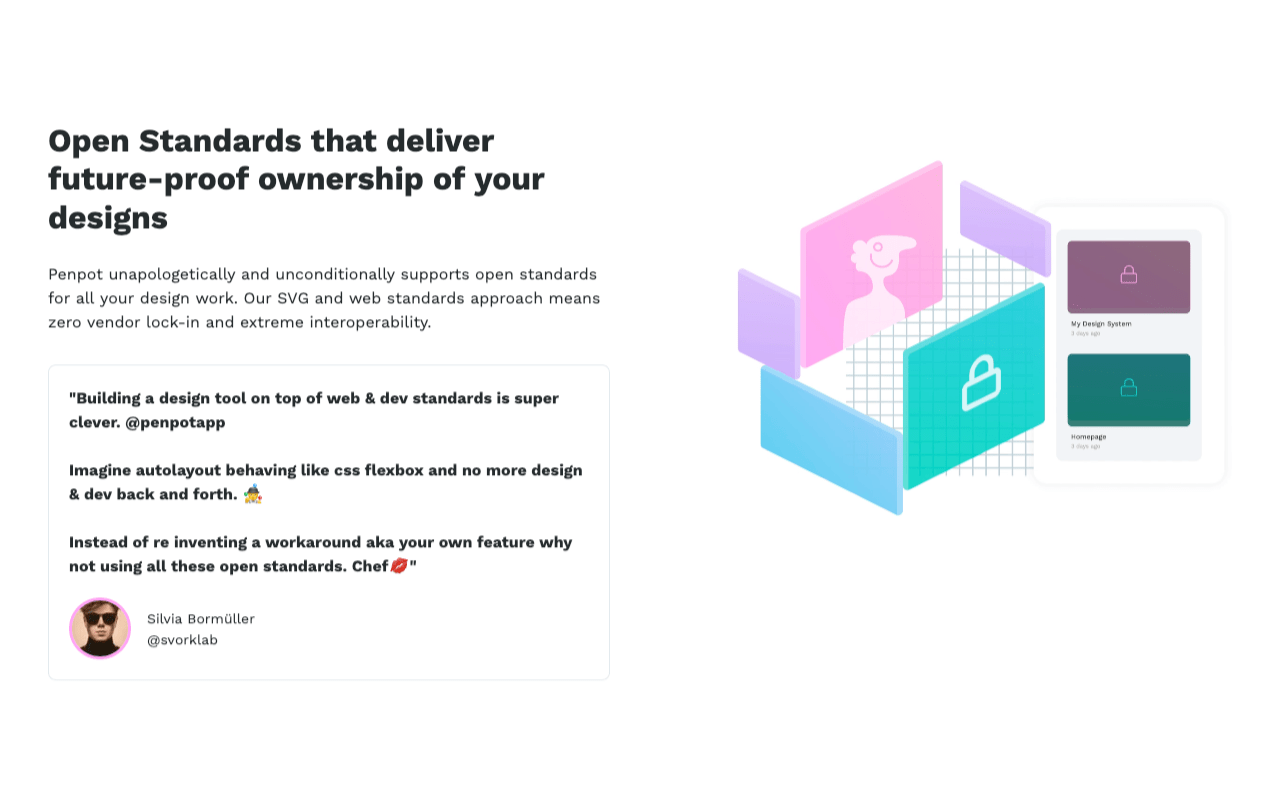 Open Standards that deliver
future-proof ownership of your
designs
Penpot unapologetically and unconditionally supports open standards
for all your design work. Our SVG and web standards approach means
zero vendor lock-in and extreme interoperability.
"Building a design tool on top of web & dev standards is super
clever. @penpotapp
Imagine autolayout behaving like css flexbox and no more design
& dev back and forth. 🤹
Instead of re inventing a workaround aka your own feature why
not using all these open standards. Chef💋"
Silvia Bormüller
@svorklab
My Design System
3 days ago
Homepage
3 days ago